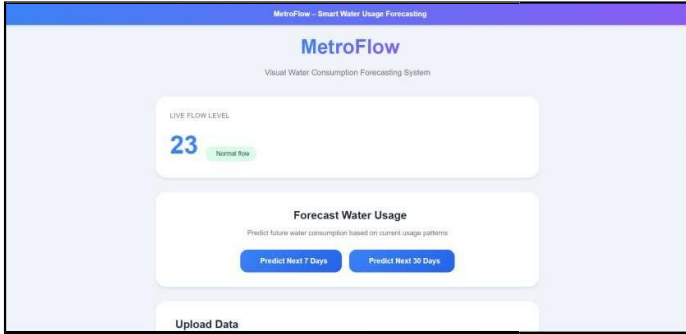 MetroFlow – Smart Water Usage Forecasting
MetroFlow
Visual Water Consumption Forecasting System
LIVE FLOW LEVEL
23 Normal flow
Forecast Water Usage
Predict future water consumption based on current usage patterns
Predict Next 7 Days Predict Next 30 Days
Upload Data